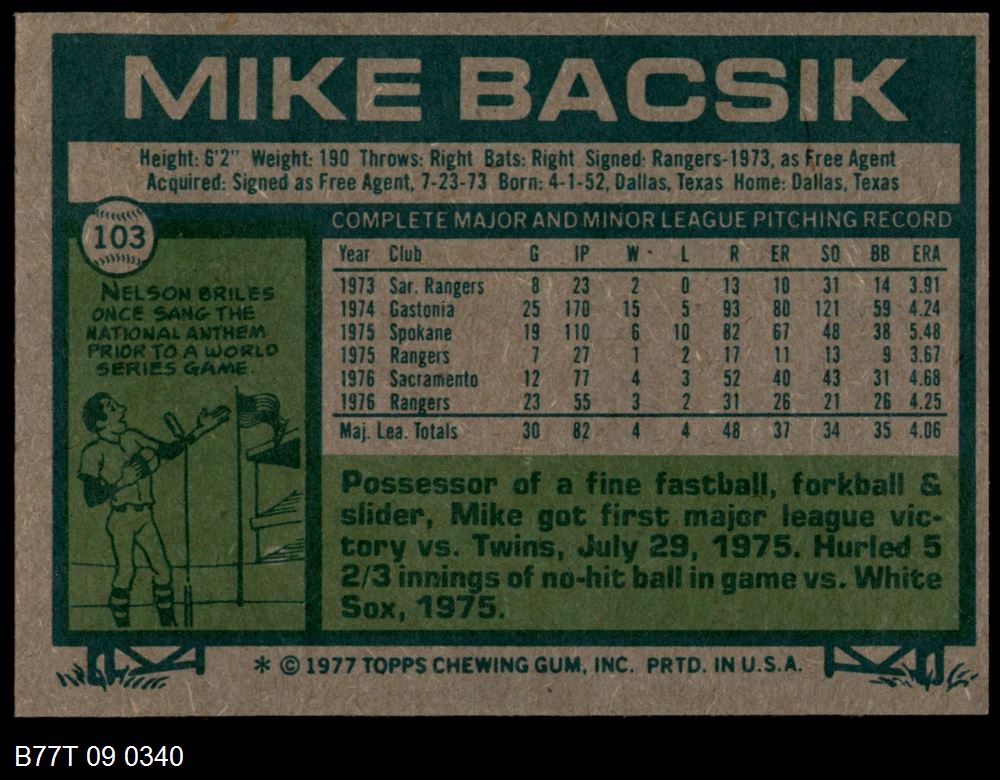 MIKE BACSIK
Height: 6'2" Weight: 190 Throws: Right Bats: Right Signed: Rangers-1973, as Free Agent
Acquired: Signed as Free Agent, 7-23-73 Born: 4-1-52, Dallas, Texas Home: Dallas, Texas
103
NELSON BRILES
ONCE SANG THE
NATIONAL ANTHEM
PRIOR TO A WORLD
SERIES GAME.
COMPLETE MAJOR AND MINOR LEAGUE PITCHING RECORD
Year Club G IP W L R ER SO BB ERA
1973 Sar. Rangers 8 23 2 0 13 10 31 14 3.91
1974 Gastonia 25 170 15 5 93 80 121 59 4.24
1975 Spokane 19 110 6 10 82 67 48 38 5.48
1975 Rangers 7 27 1 2 17 11 13 9 3.67
1976 Sacramento 12 77 4 3 52 40 43 31 4.68
1976 Rangers 23 55 3 2 31 26 21 26 4.25
Maj. Lea. Totals 30 82 4 4 48 37 34 35 4.06
Possessor of a fine fastball, forkball &
slider, Mike got first major league vic-
tory vs. Twins, July 29, 1975. Hurled 5
2/3 innings of no-hit ball in game vs. White
Sox, 1975.
* © 1977 TOPPS CHEWING GUM, INC. PRTD. IN U.S.A.
B77T 09 0340